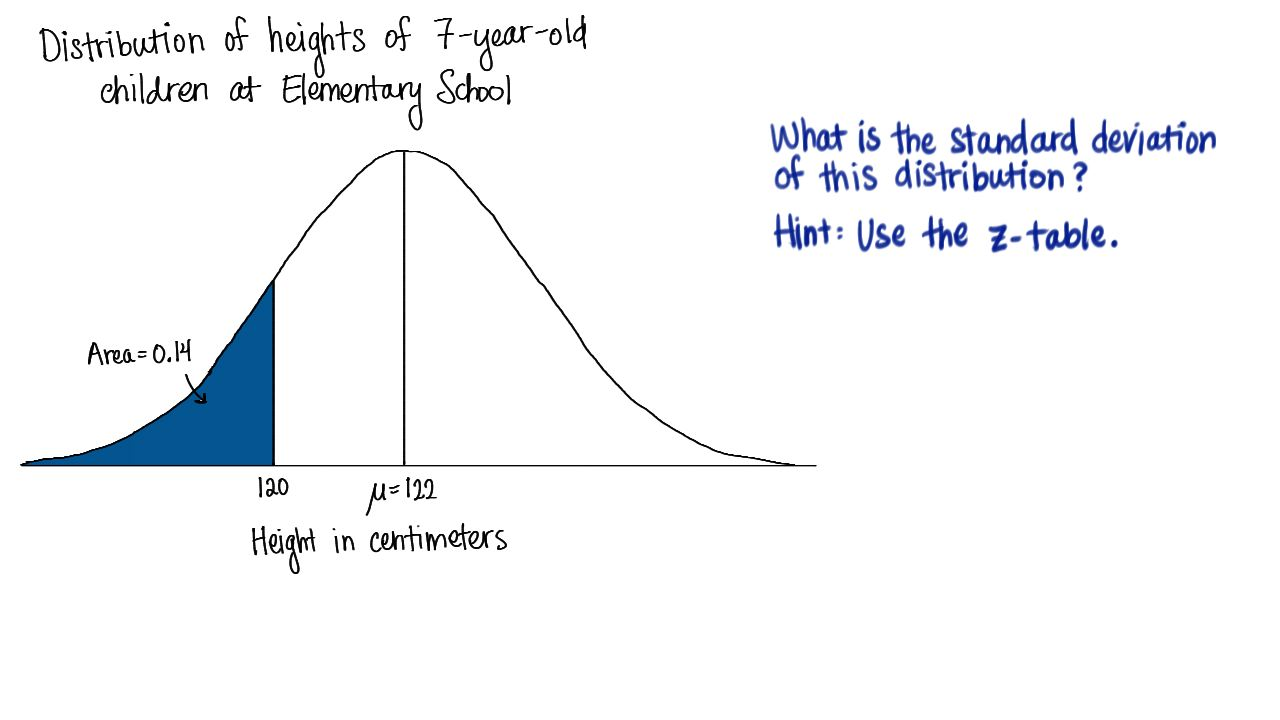 Distribution of heights of 7-year-old
children at Elementary School
What is the standard deviation
of this distribution?
Hint: Use the z-table.
Area=0.14
120
μ=122
Height in centimeters